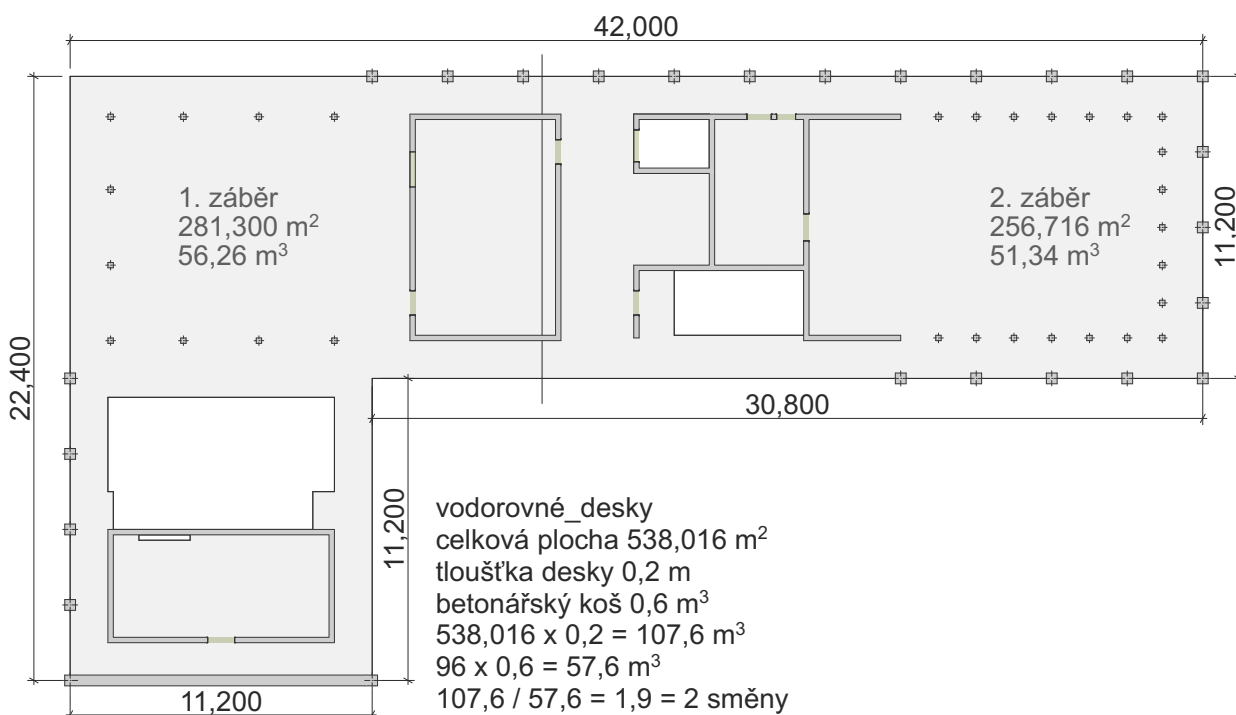 42,000
1. záběr
281,300 m²
56,26 m³
2. záběr
256,716 m²
51,34 m³
11,200
22,400
30,800
11,200
vodorovné_desky
celková plocha 538,016 m²
tloušťka desky 0,2 m
betonářský koš 0,6 m³
538,016 x 0,2 = 107,6 m³
96 x 0,6 = 57,6 m³
107,6 / 57,6 = 1,9 = 2 směny
11,200